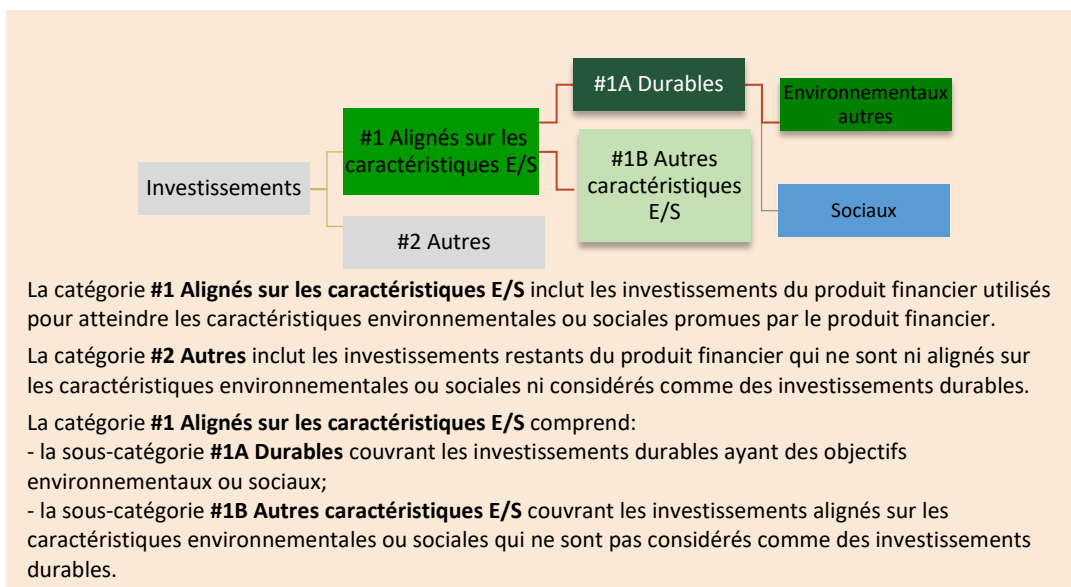 #1A Durables
Environnementaux
autres
#1 Alignés sur les
caractéristiques E/S
#1B Autres
caractéristiques
E/S
Investissements
Sociaux
#2 Autres
La catégorie #1 Alignés sur les caractéristiques E/S inclut les investissements du produit financier utilisés
pour atteindre les caractéristiques environnementales ou sociales promues par le produit financier.
La catégorie #2 Autres inclut les investissements restants du produit financier qui ne sont ni alignés sur
les caractéristiques environnementales ou sociales ni considérés comme des investissements durables.
La catégorie #1 Alignés sur les caractéristiques E/S comprend:
- la sous-catégorie #1A Durables couvrant les investissements durables ayant des objectifs
environnementaux ou sociaux;
- la sous-catégorie #1B Autres caractéristiques E/S couvrant les investissements alignés sur les
caractéristiques environnementales ou sociales qui ne sont pas considérés comme des investissements
durables.